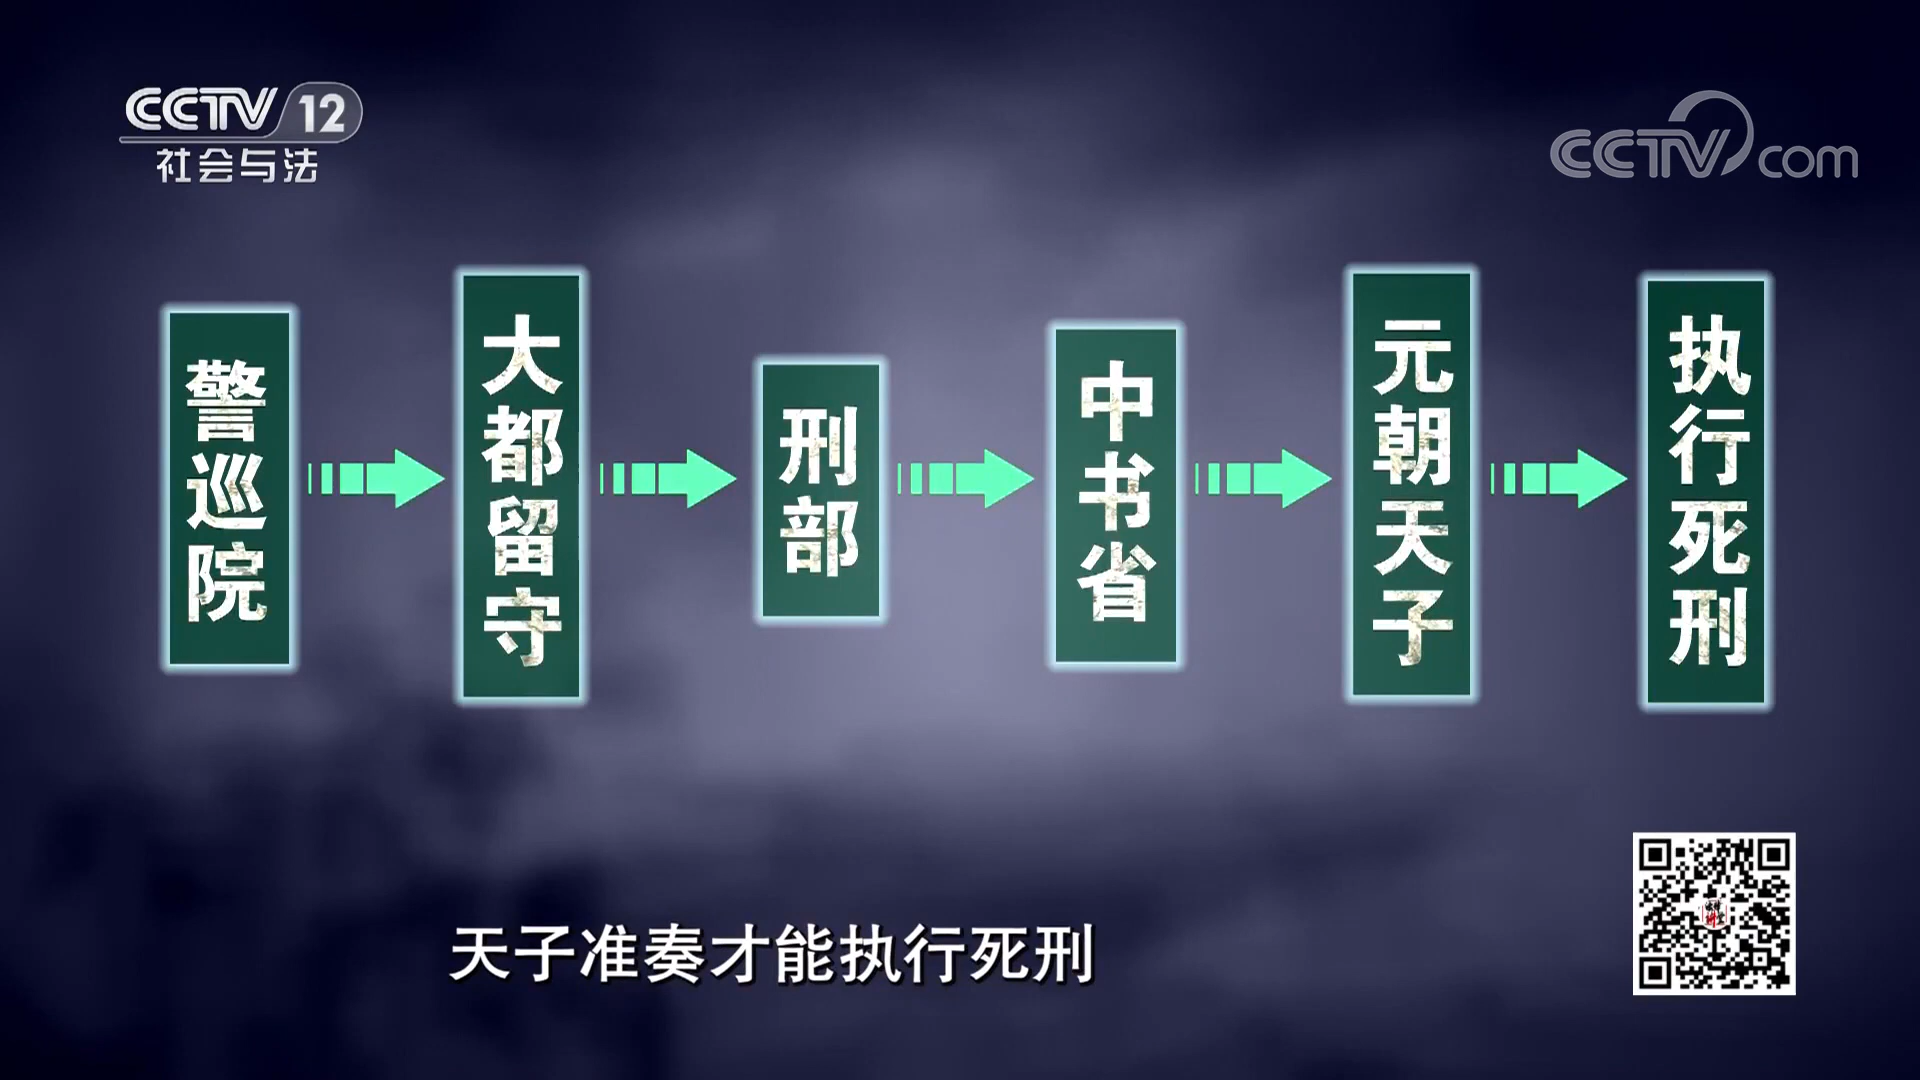 CCTV 12
社会与法
CCTV com
警巡院
大都留守
刑部
中书省
元朝天子
执行死刑
天子准奏才能执行死刑